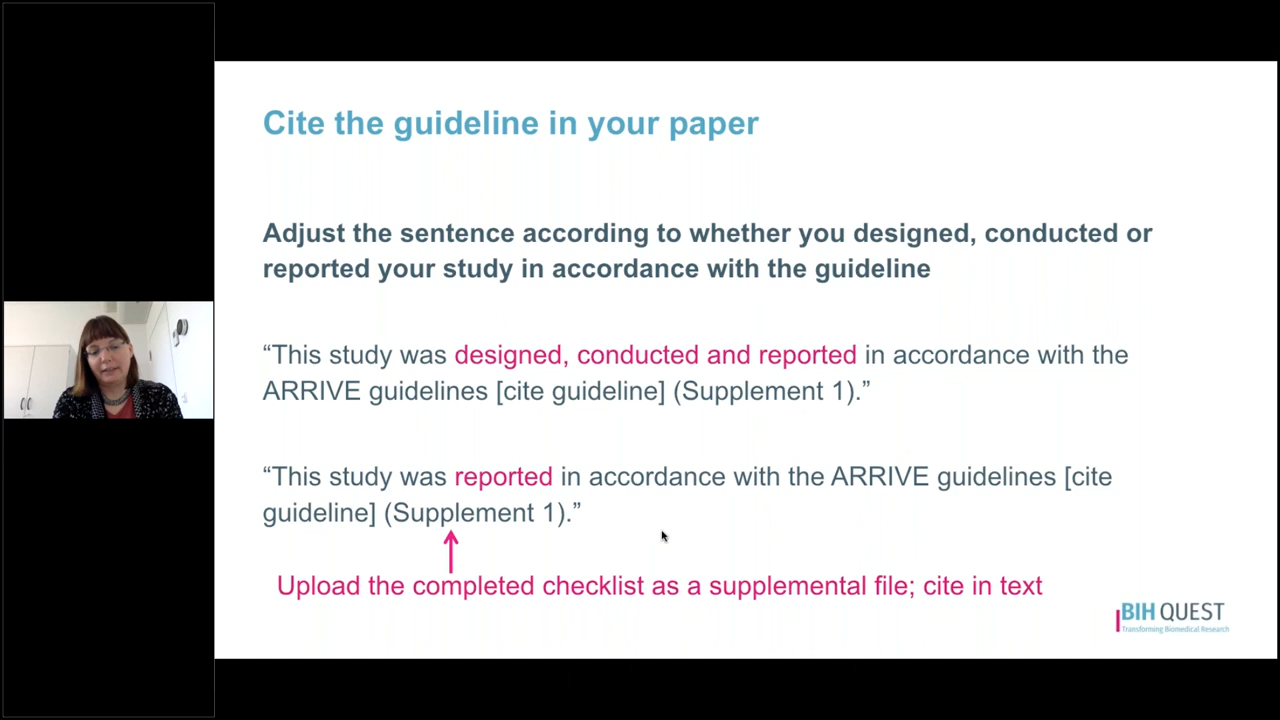 Cite the guideline in your paper
Adjust the sentence according to whether you designed, conducted or
reported your study in accordance with the guideline
“This study was designed, conducted and reported in accordance with the
ARRIVE guidelines [cite guideline] (Supplement 1).”
“This study was reported in accordance with the ARRIVE guidelines [cite
guideline] (Supplement 1).”
Upload the completed checklist as a supplemental file; cite in text
BIH QUEST
Transforming Biomedical Research